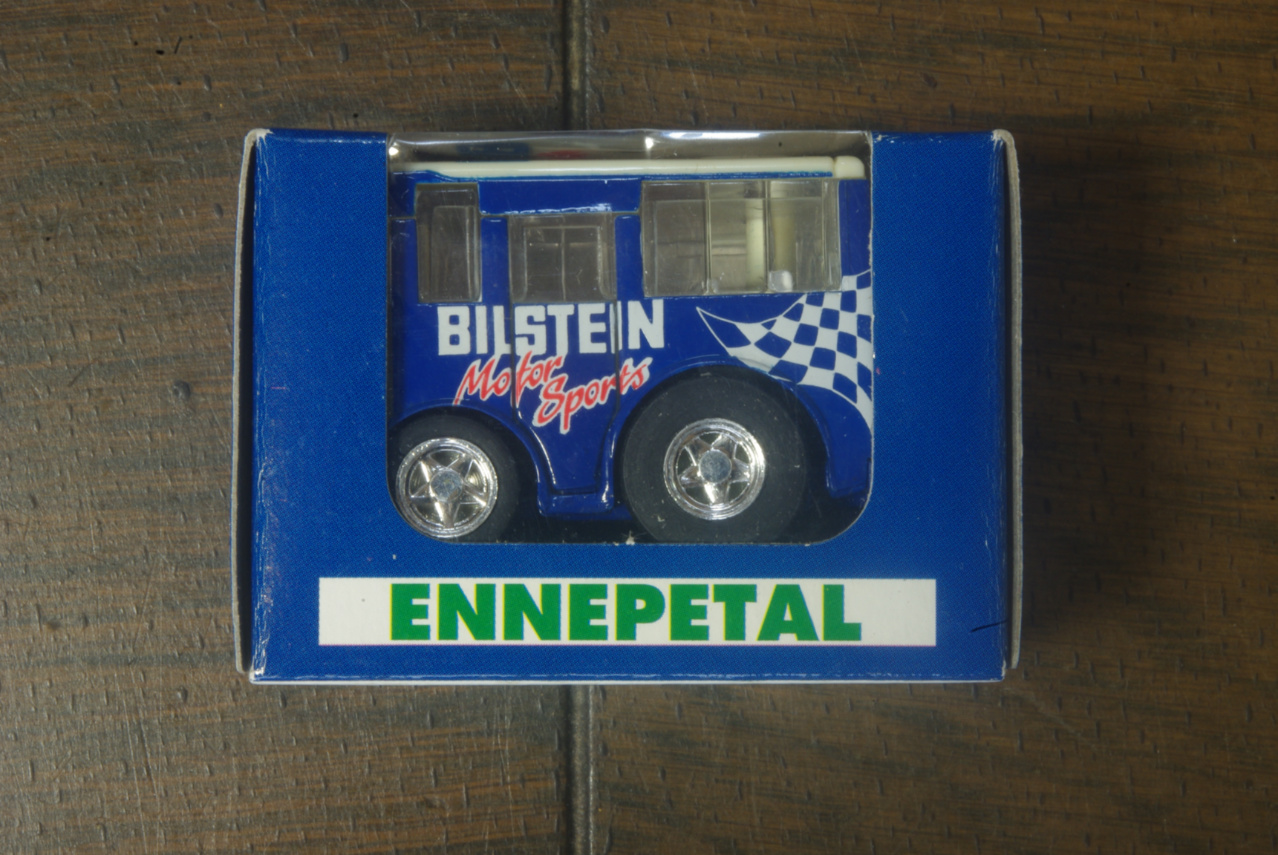 BILSTEIN
Motor
Sports
ENNEPETAL